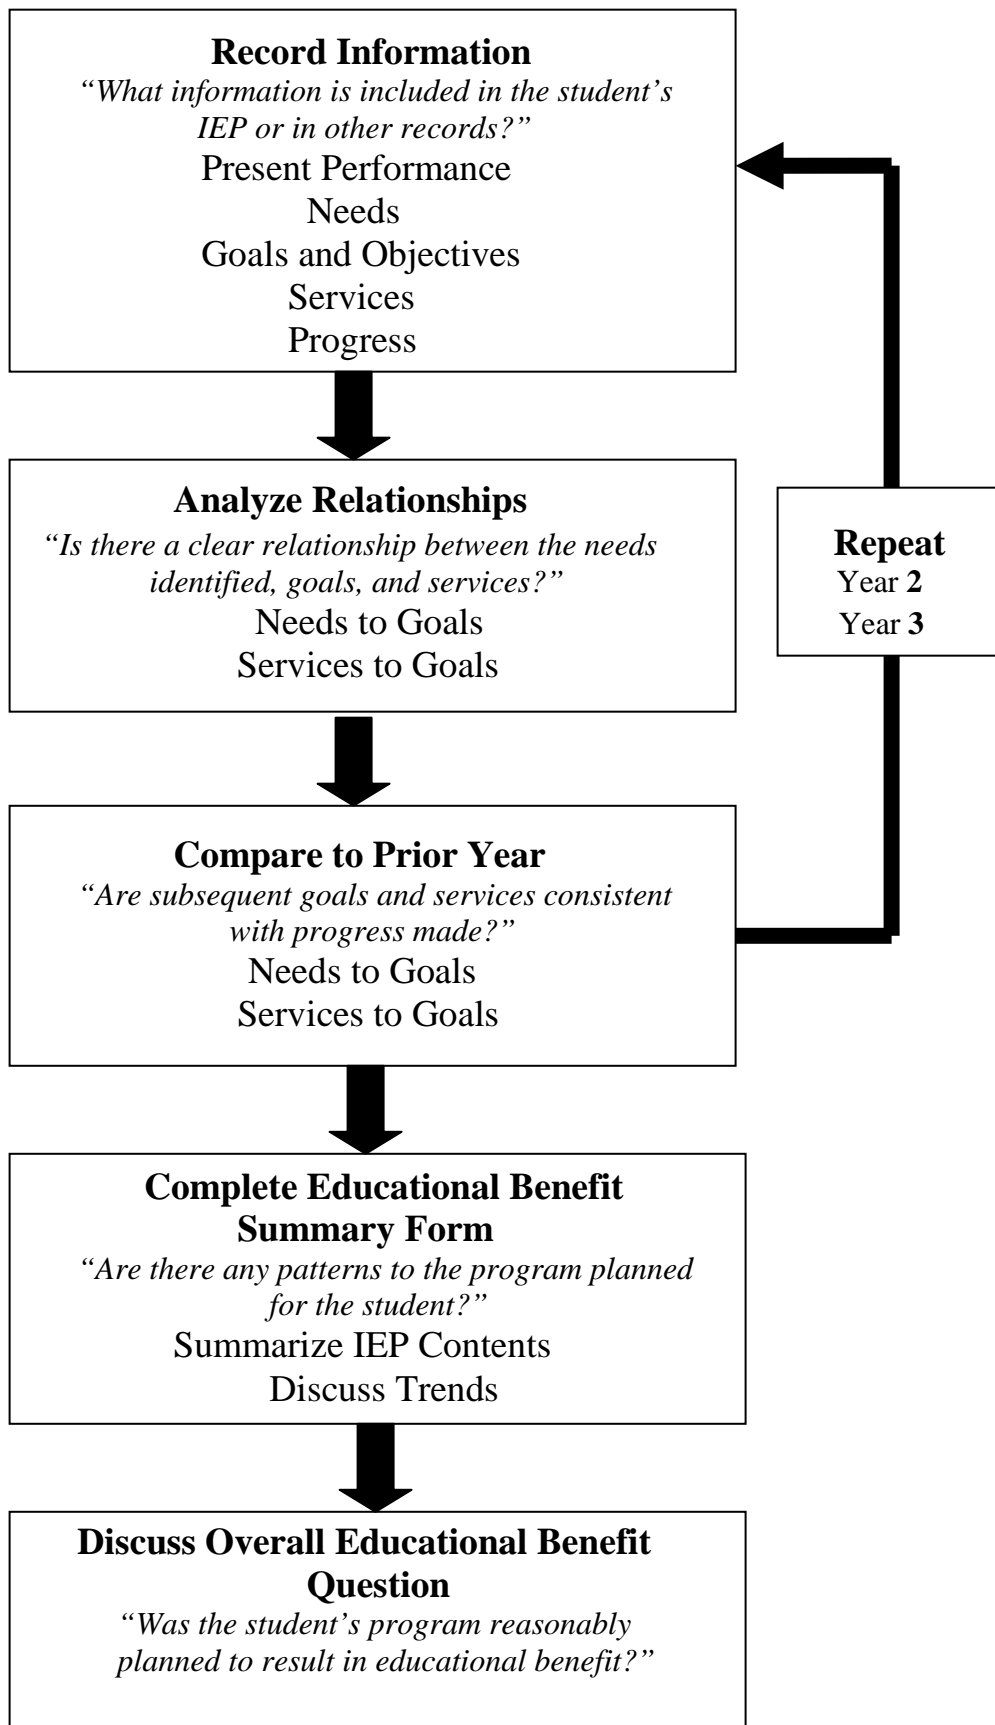 Record Information
“What information is included in the student’s
IEP or in other records?”
Present Performance
Needs
Goals and Objectives
Services
Progress
Analyze Relationships
“Is there a clear relationship between the needs
identified, goals, and services?”
Needs to Goals
Services to Goals
Repeat
Year 2
Year 3
Compare to Prior Year
“Are subsequent goals and services consistent
with progress made?”
Needs to Goals
Services to Goals
Complete Educational Benefit
Summary Form
“Are there any patterns to the program planned
for the student?”
Summarize IEP Contents
Discuss Trends
Discuss Overall Educational Benefit
Question
“Was the student’s program reasonably
planned to result in educational benefit?”